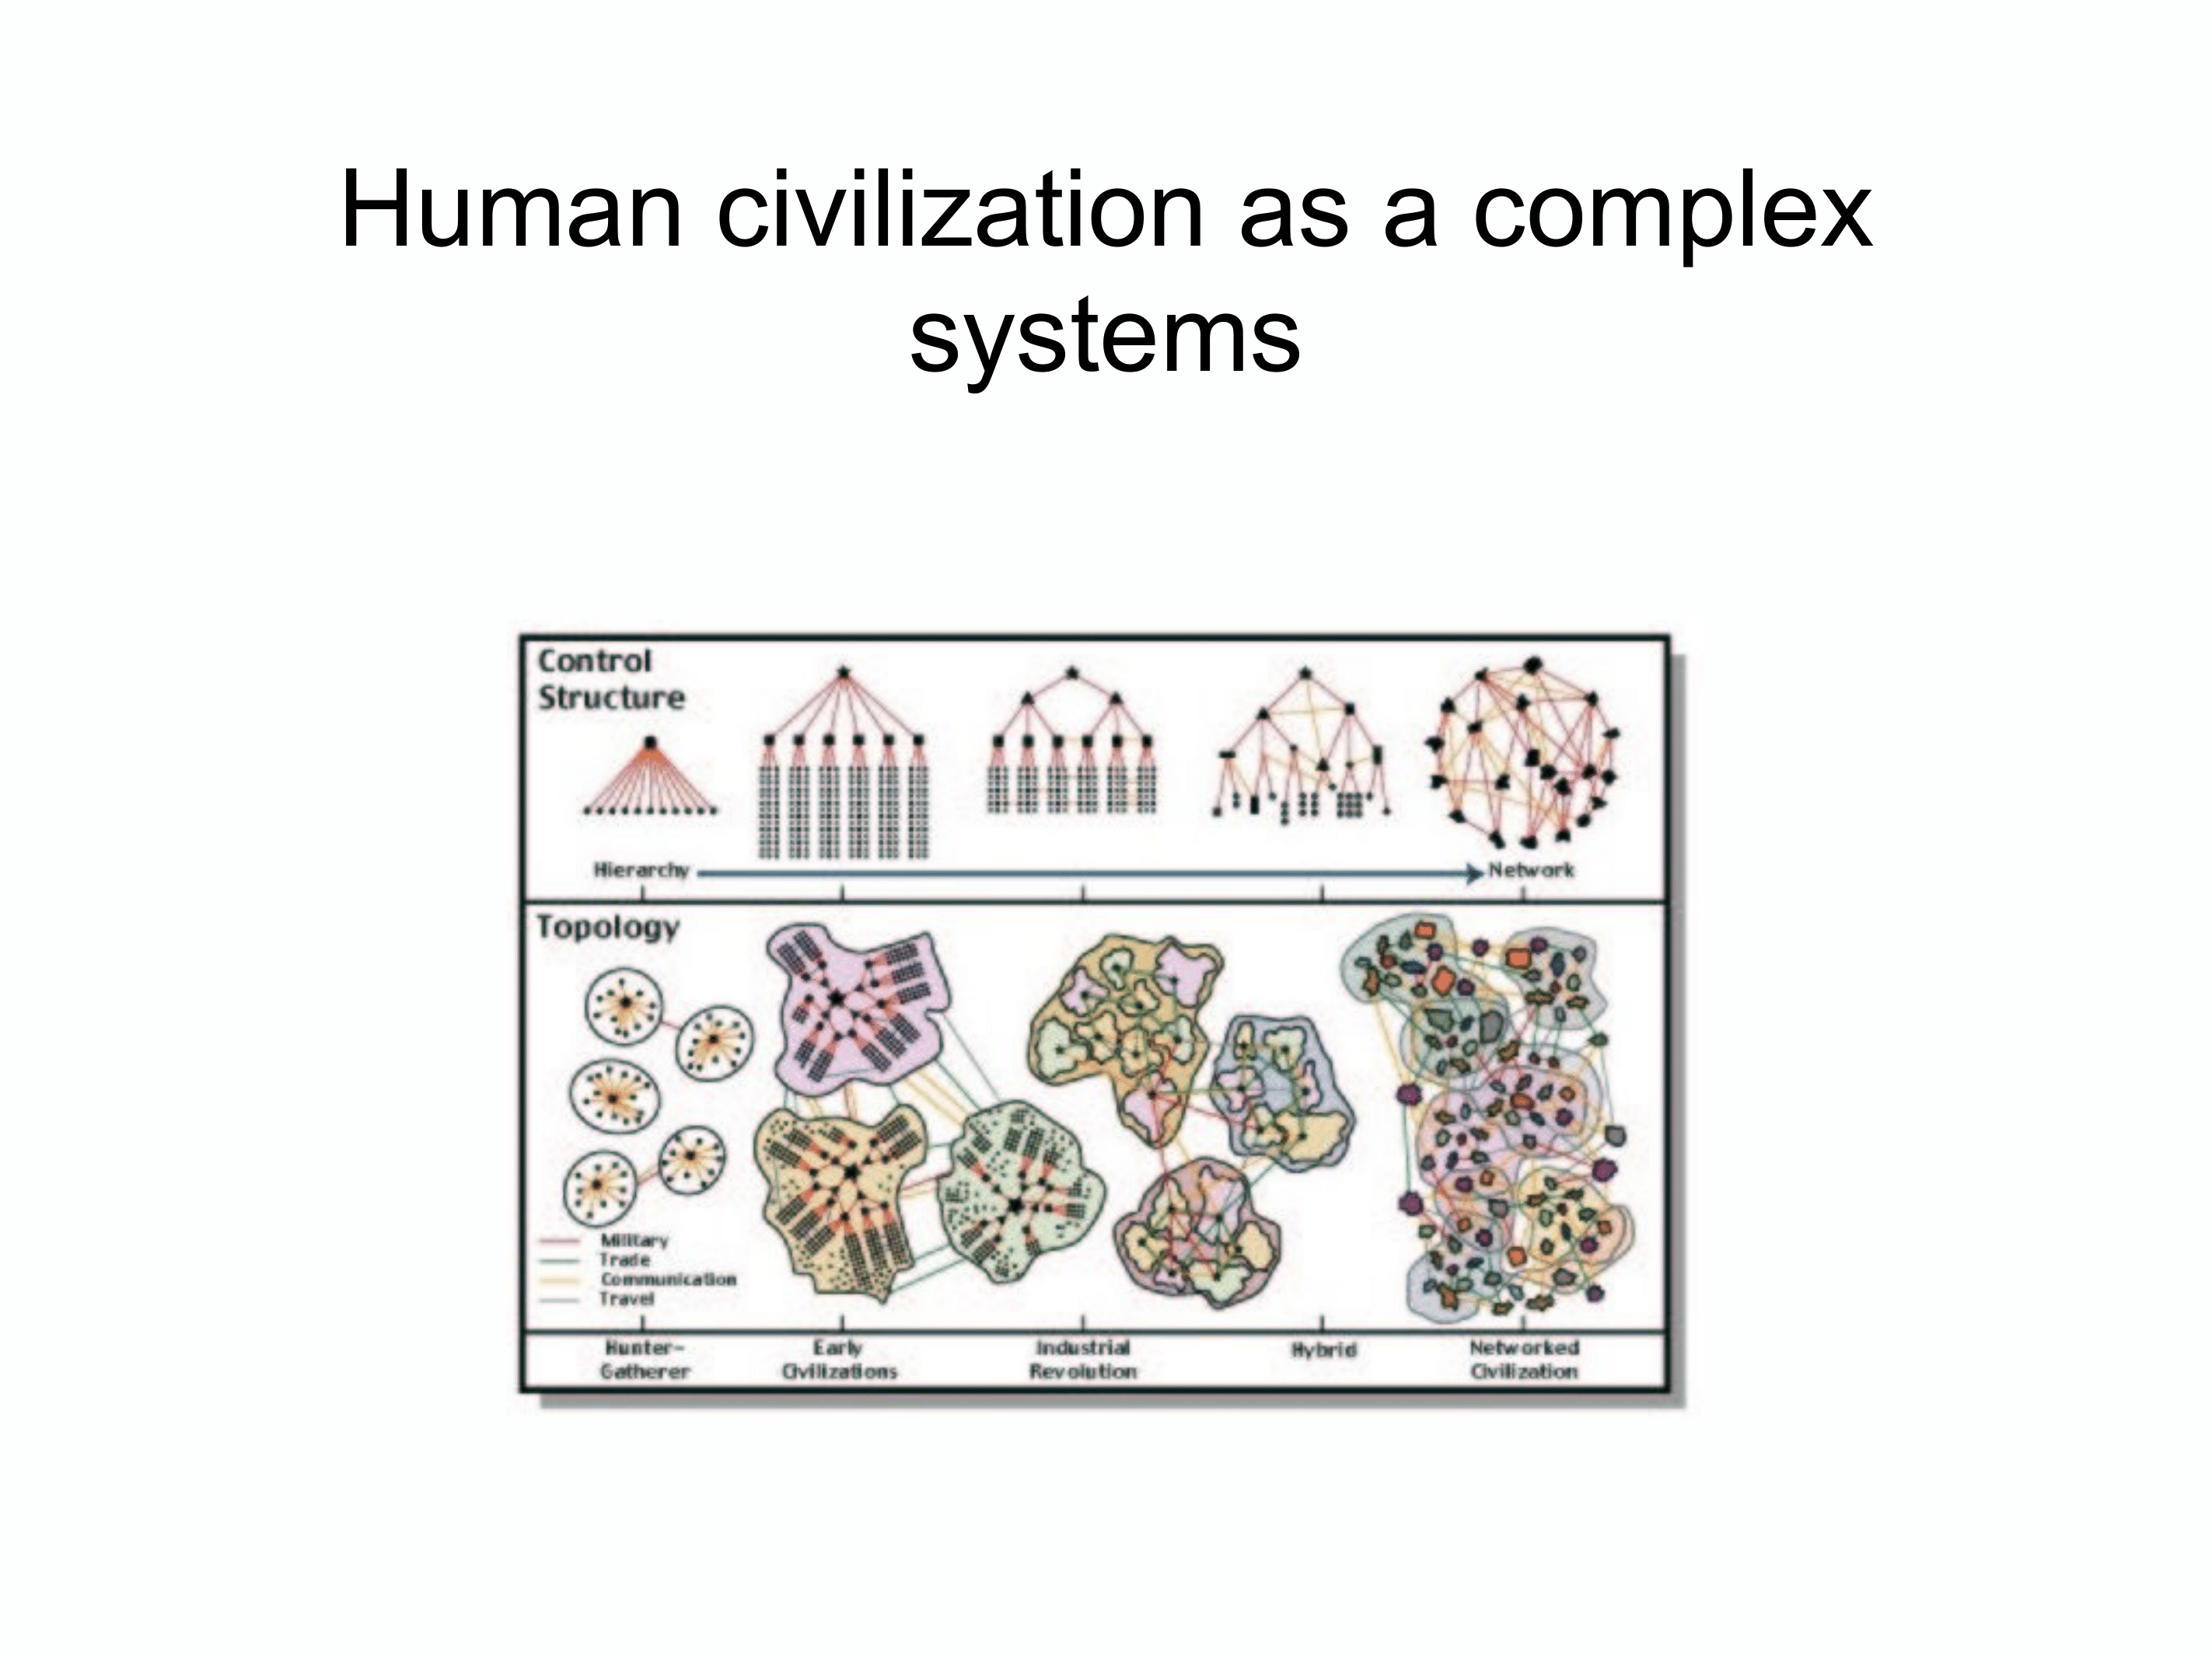 Human civilization as a complex
systems
Control
Structure
Hierarchy
Network
Topology
Military
Trade
Communication
Travel
Hunter-
Gatherer
Early
Civilizations
Industrial
Revolution
Hybrid
Networked
Civilization